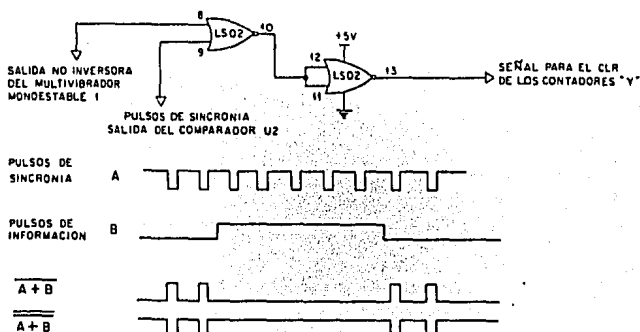 8
LS02
10
9
+5V
12
LS02
13
11
SALIDA NO INVERSORA
DEL MULTIVIBRADOR
MONOESTABLE 1
PULSOS DE SINCRONIA
SALIDA DEL COMPARADOR U2
SEÑAL PARA EL CLR
DE LOS CONTADORES "Y"
PULSOS DE
SINCRONIA A
PULSOS DE
INFORMACION B
A + B
A + B